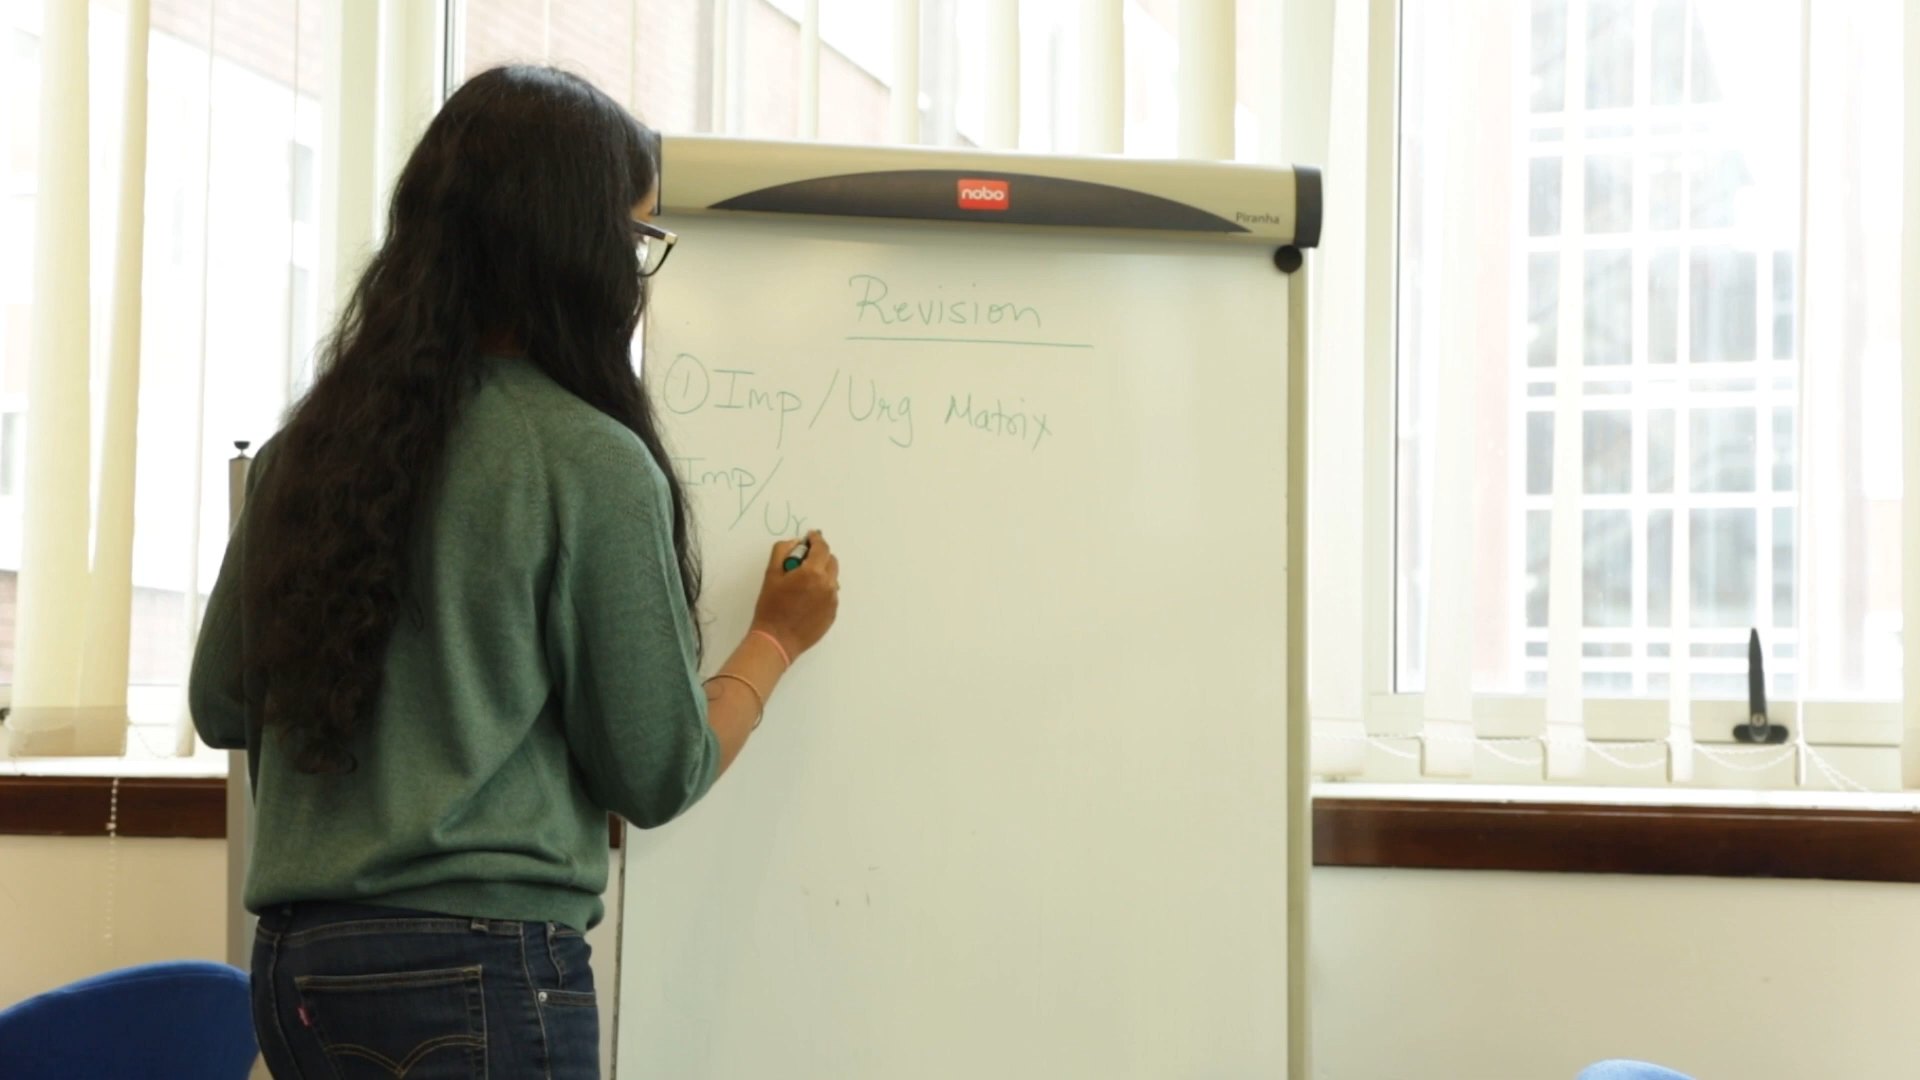 nobo
Piranha
Revision
① Imp/Urg Matrix
Imp/
Ur